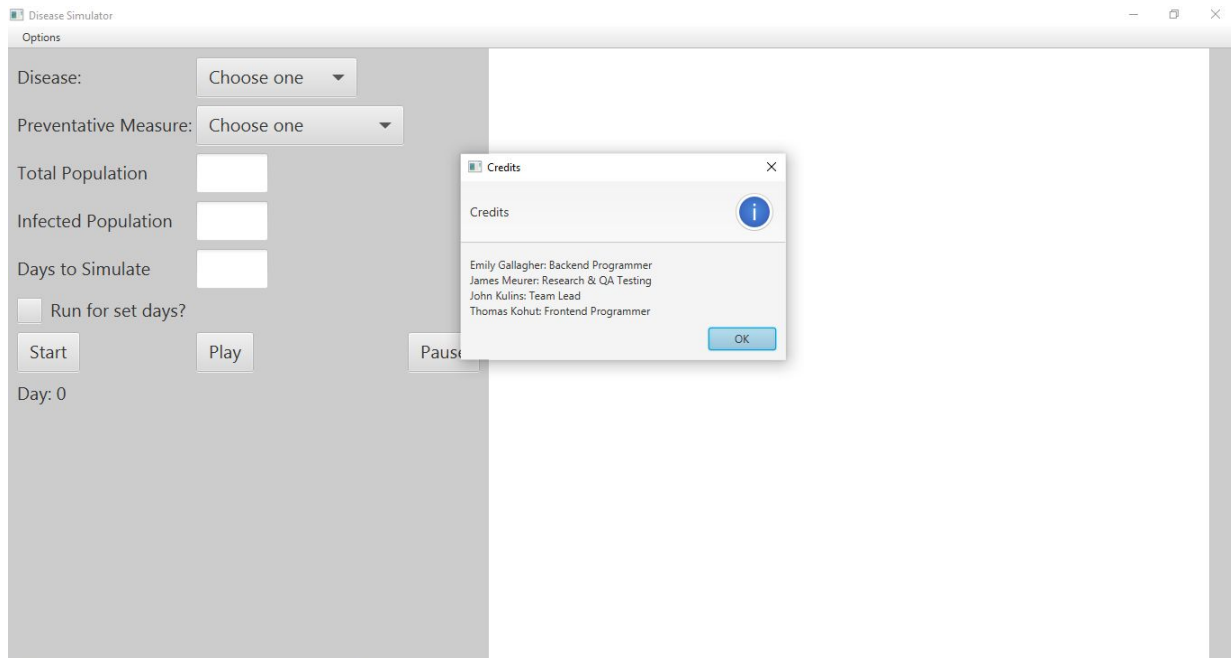 Disease Simulator
Options
Disease: Choose one
Preventative Measure: Choose one
Total Population
Infected Population
Days to Simulate
Run for set days?
Start Play Pause
Day: 0
Credits
Credits
Emily Gallagher: Backend Programmer
James Meurer: Research & QA Testing
John Kulins: Team Lead
Thomas Kohut: Frontend Programmer
OK